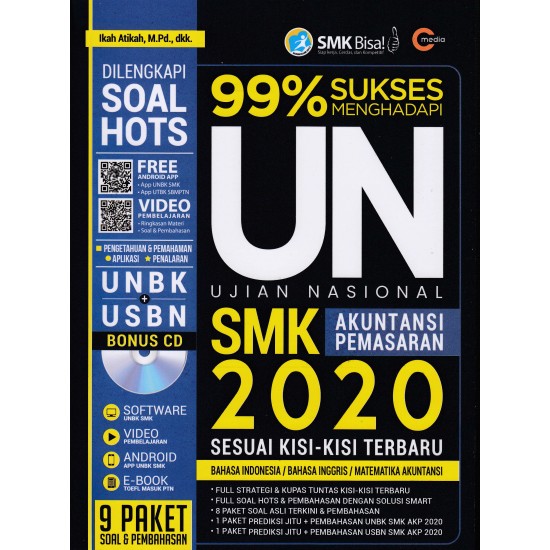 Ikah Atikah, M.Pd., dkk.
SMK Bisa!
Siap Kerja, Cerdas, dan Kompetitif
C media
DILENGKAPI
SOAL
HOTS
FREE
ANDROID APP
• App UNBK SMK
• App UTBK SBMPTN
VIDEO
PEMBELAJARAN
• Ringkasan Materi
• Soal & Pembahasan
PENGETAHUAN & PEMAHAMAN
APLIKASI ★ PENALARAN
UNBK
+
USBN
BONUS CD
SOFTWARE
UNBK SMK
VIDEO
PEMBELAJARAN
ANDROID
APP UNBK SMK
E-BOOK
TOEFL MASUK PTN
9 PAKET
SOAL & PEMBAHASAN
99% SUKSES
MENGHADAPI
UN
UJIAN NASIONAL
SMK AKUNTANSI
PEMASARAN
2020
SESUAI KISI-KISI TERBARU
BAHASA INDONESIA / BAHASA INGGRIS / MATEMATIKA AKUNTANSI
• FULL STRATEGI & KUPAS TUNTAS KISI-KISI TERBARU
• FULL SOAL HOTS & PEMBAHASAN DENGAN SOLUSI SMART
• 8 PAKET SOAL ASLI TERKINI & PEMBAHASAN
• 1 PAKET PREDIKSI JITU + PEMBAHASAN UNBK SMK AKP 2020
• 1 PAKET PREDIKSI JITU + PEMBAHASAN USBN SMK AKP 2020